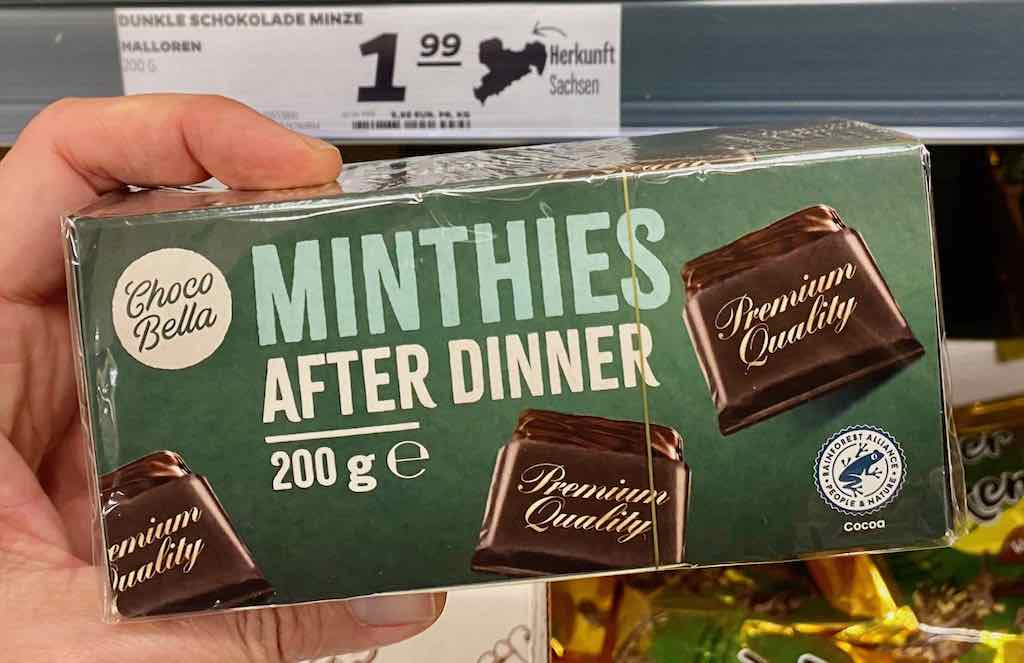 DUNKLE SCHOKOLADE MINZE
HALLOREN
200 G
1 99
Herkunft
Sachsen
Choco
Bella
MINTHIES
AFTER DINNER
200 g ℮
Premium
Quality
Premium
Quality
emium
uality
RAINFOREST ALLIANCE
PEOPLE & NATURE
Cocoa